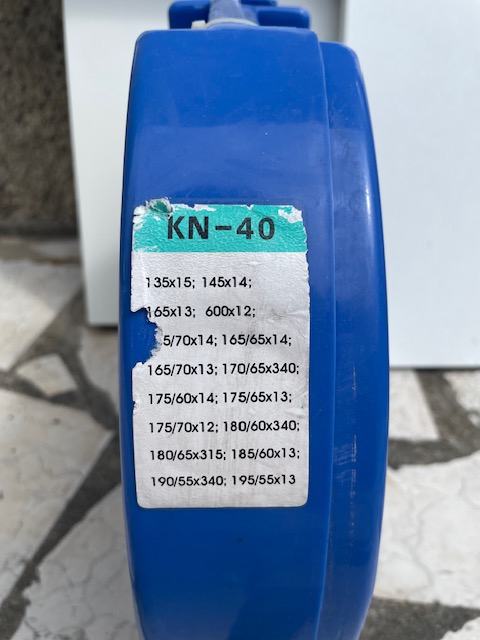 KN-40
135x15; 145x14;
165x13; 600x12;
5/70x14; 165/65x14;
165/70x13; 170/65x340;
175/60x14; 175/65x13;
175/70x12; 180/60x340;
180/65x315; 185/60x13;
190/55x340; 195/55x13